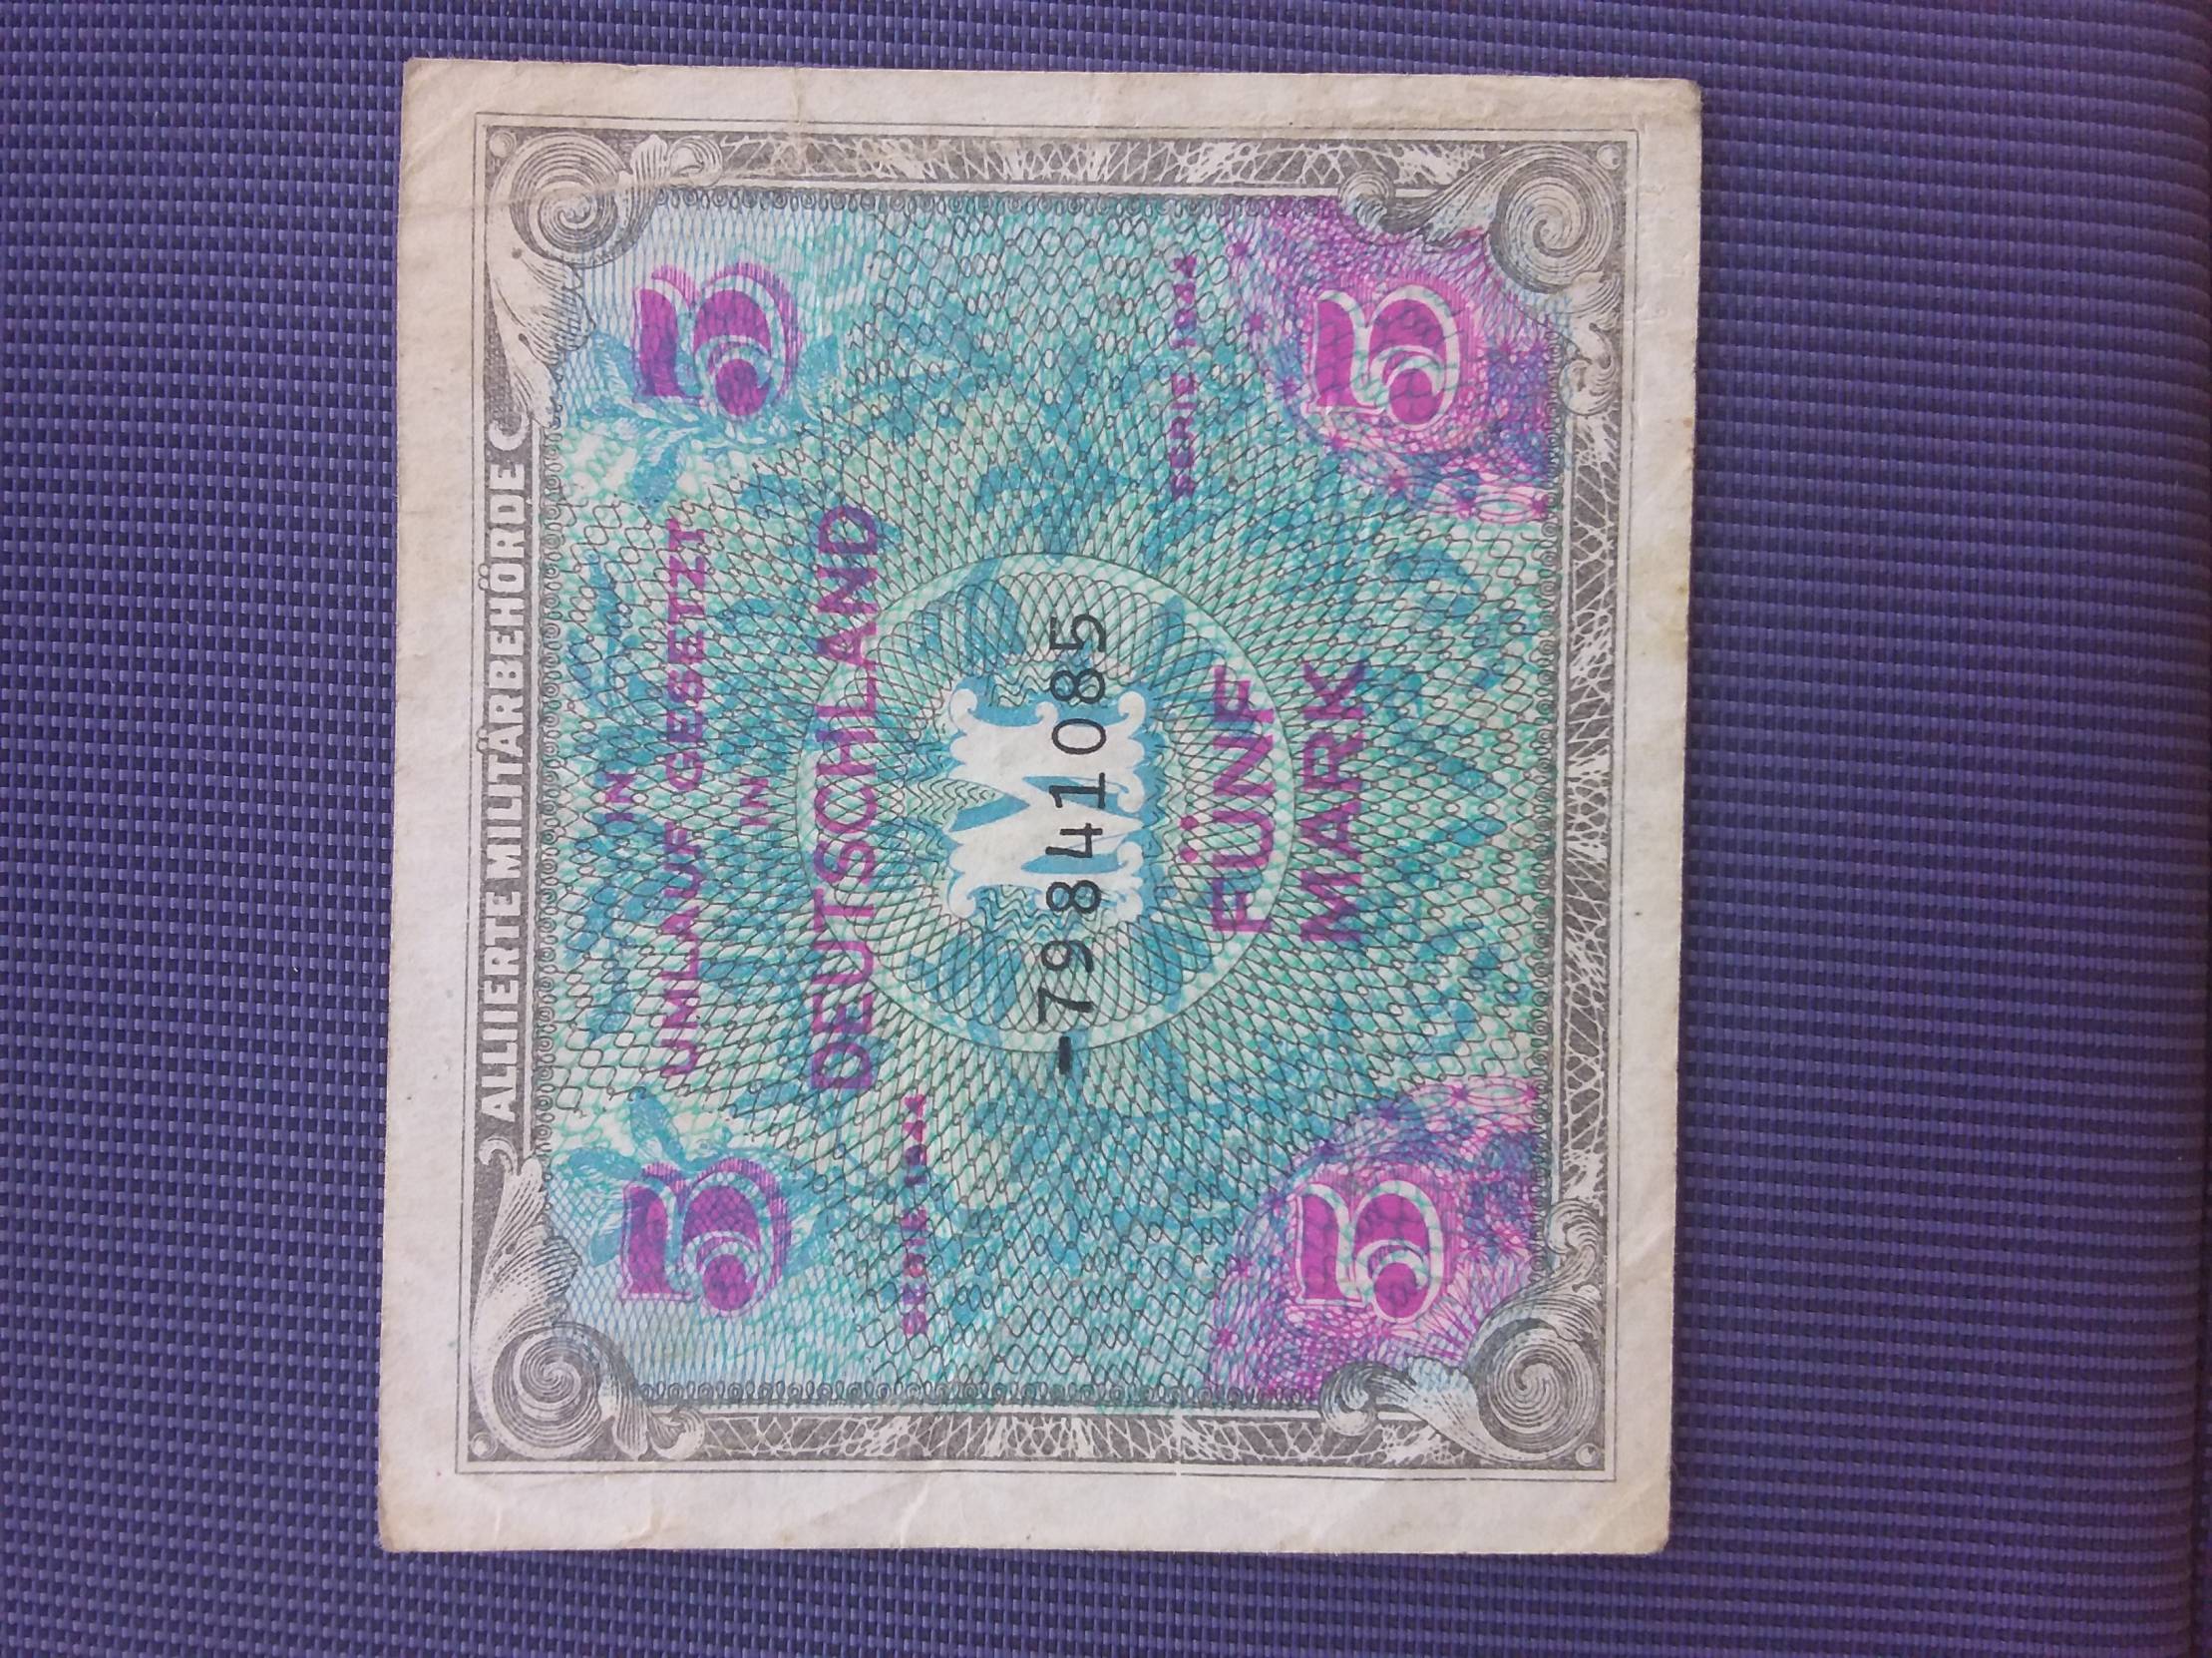 ALLIIERTE MILITÄRBEHÖRDE
5
5
IN
UMLAUF GESETZT
IN
DEUTSCHLAND
SERIE 1944
M
-79841085
SERIE 1944
FÜNF
MARK
5
5